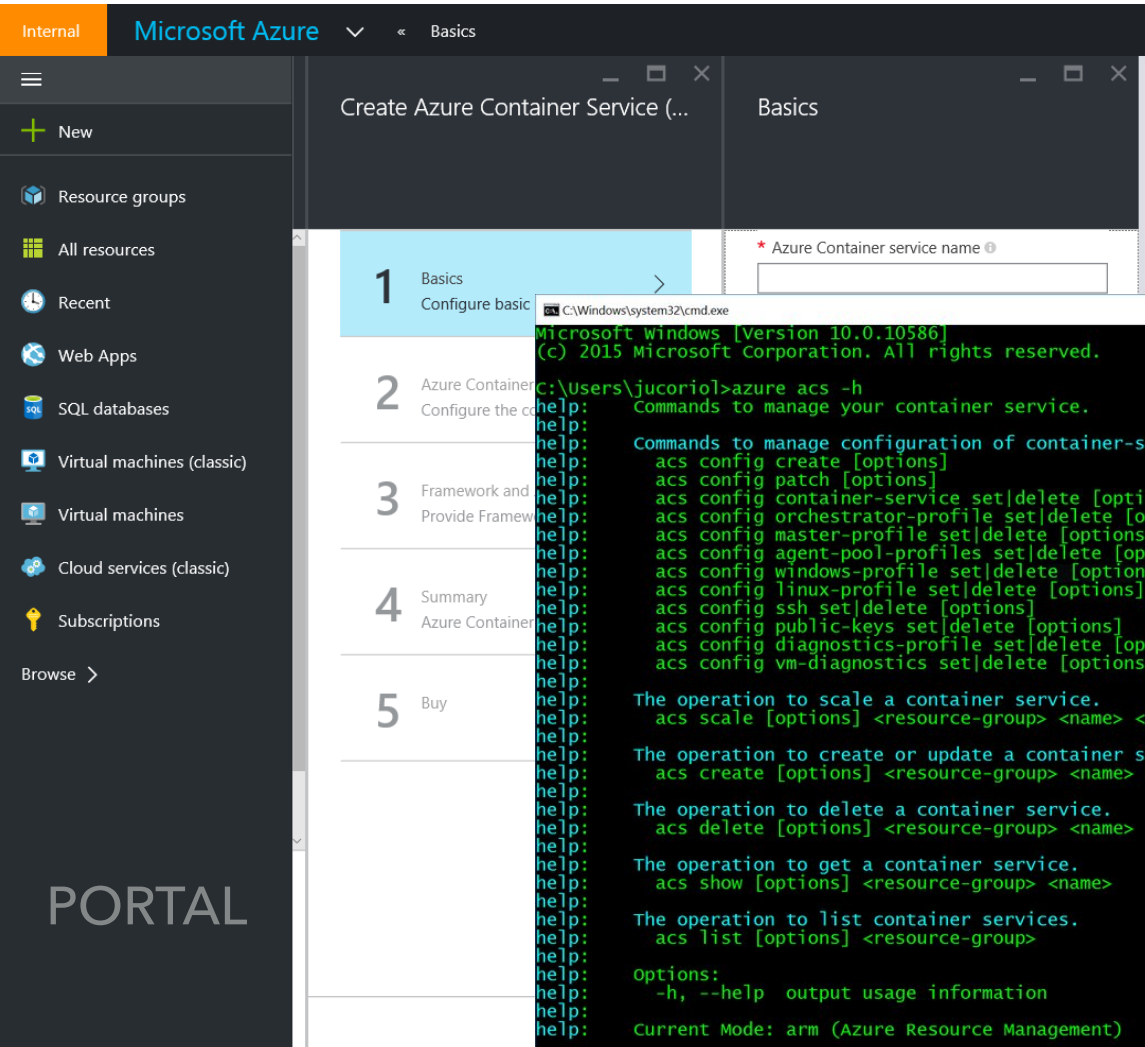 Internal
Microsoft Azure
«
Basics
Create Azure Container Service (...
Basics
New
Resource groups
All resources
Recent
Web Apps
SQL
SQL databases
Virtual machines (classic)
Virtual machines
Cloud services (classic)
Subscriptions
Browse
PORTAL
1
Basics
Configure basic
2
Azure Container
Configure the
3
Framework and
Provide
4
Summary
Azure Container
5
Buy
* Azure Container service name
C:\Windows\system32\cmd.exe
Microsoft Windows [Version 10.0.10586]
(c) 2015 Microsoft Corporation. All rights reserved.
C:\Users\jucoriol>azure acs -h
help:    Commands to manage your container service.
help:
help:    Commands to manage configuration of container-s
help:      acs config create [options]
help:      acs config patch [options]
help:      acs config container-service set|delete [opti
help:      acs config orchestrator-profile set|delete [o
help:      acs config master-profile set|delete [options
help:      acs config agent-pool-profiles set|delete [op
help:      acs config windows-profile set|delete [option
help:      acs config linux-profile set|delete [options]
help:      acs config ssh set|delete [options]
help:      acs config public-keys set|delete [options]
help:      acs config diagnostics-profile set|delete [op
help:      acs config vm-diagnostics set|delete [options
help:
help:    The operation to scale a container service.
help:      acs scale [options] <resource-group> <name> <
help:
help:    The operation to create or update a container s
help:      acs create [options] <resource-group> <name>
help:
help:    The operation to delete a container service.
help:      acs delete [options] <resource-group> <name>
help:
help:    The operation to get a container service.
help:      acs show [options] <resource-group> <name>
help:
help:    The operation to list container services.
help:      acs list [options] <resource-group>
help:
help:    Options:
help:      -h, --help  output usage information
help:
help:    Current Mode: arm (Azure Resource Management)